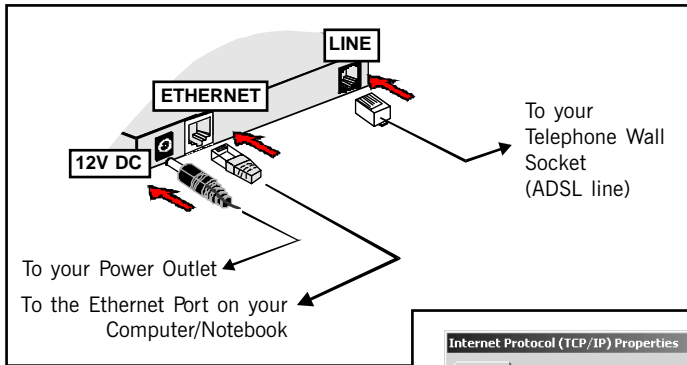 LINE
ETHERNET
12V DC
To your
Telephone Wall
Socket
(ADSL line)
To your Power Outlet
To the Ethernet Port on your
Computer/Notebook
Internet Protocol (TCP/IP) Properties